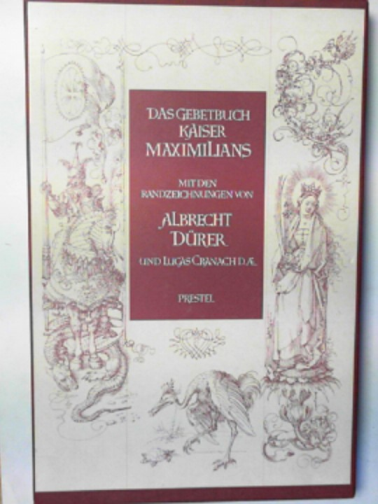 DAS GEBETBUCH
KAISER
MAXIMILIANS
MIT DEN
RANDZEICHNUNGEN VON
ALBRECHT
DÜRER
UND LUCAS CRANACH D. Æ.
PRESTEL